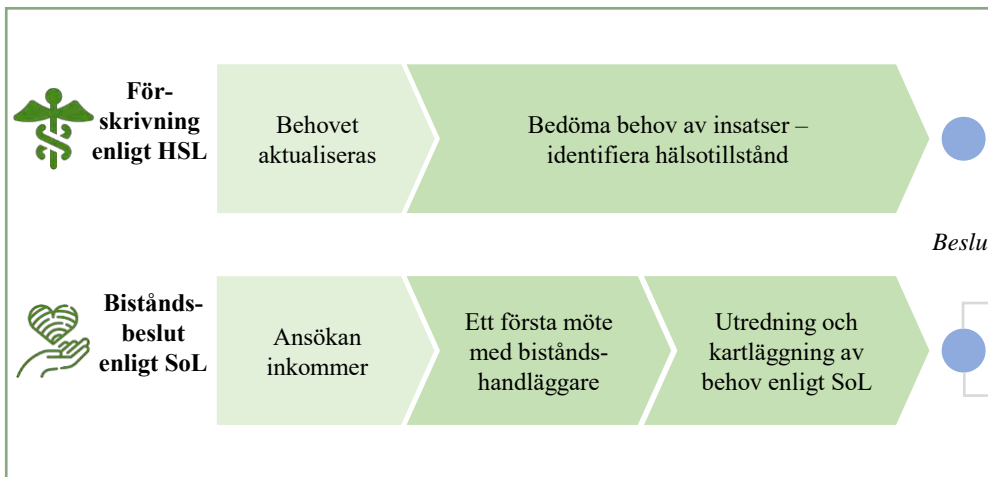 För-
skrivning
enligt HSL
Behovet
aktualiseras
Bedöma behov av insatser –
identifiera hälsotillstånd
Beslu
Bistånds-
beslut
enligt SoL
Ansökan
inkommer
Ett första möte
med bistånds-
handläggare
Utredning och
kartläggning av
behov enligt SoL